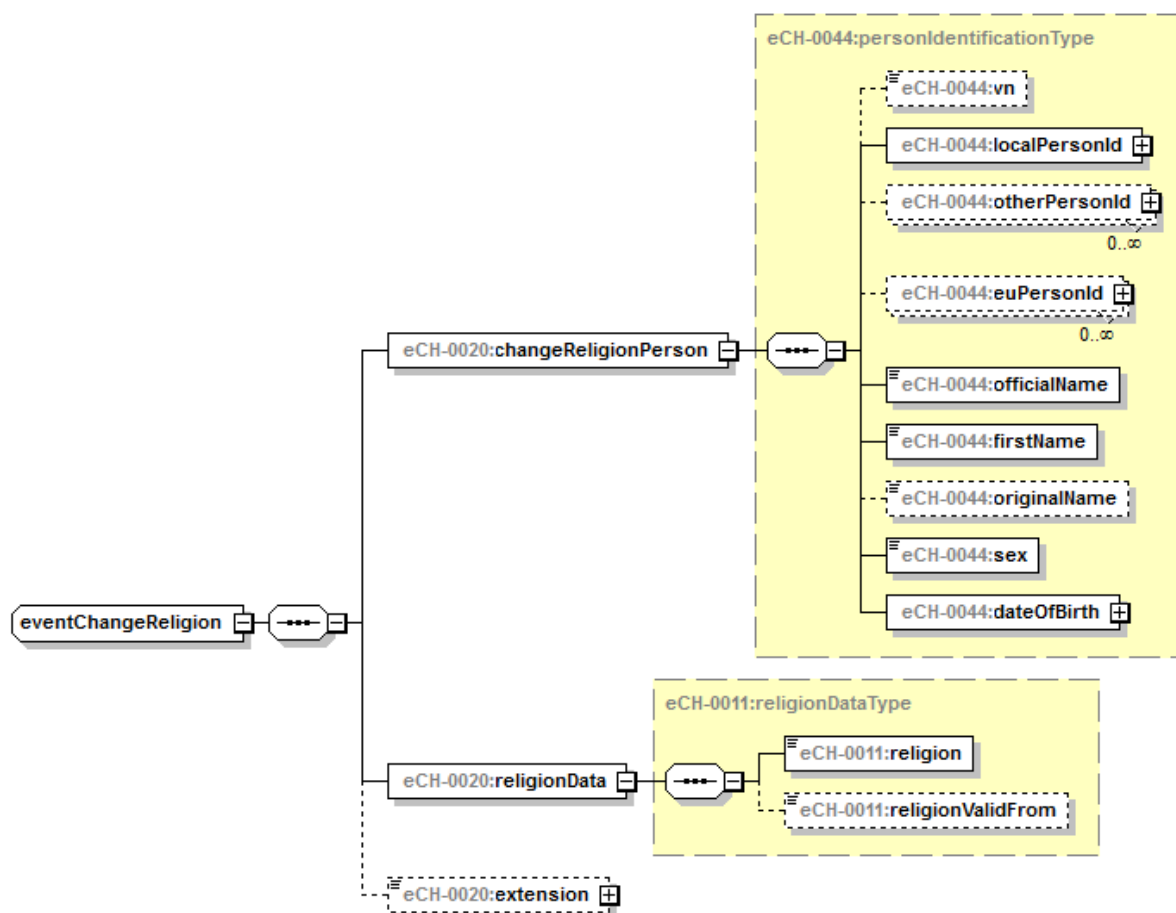 eCH-0044:personIdentificationType
eCH-0044:vn
eCH-0044:localPersonId
eCH-0044:otherPersonId
0..∞
eCH-0044:euPersonId
0..∞
eCH-0020:changeReligionPerson
eCH-0044:officialName
eCH-0044:firstName
eCH-0044:originalName
eCH-0044:sex
eCH-0044:dateOfBirth
eventChangeReligion
eCH-0011:religionDataType
eCH-0011:religion
eCH-0020:religionData
eCH-0011:religionValidFrom
eCH-0020:extension